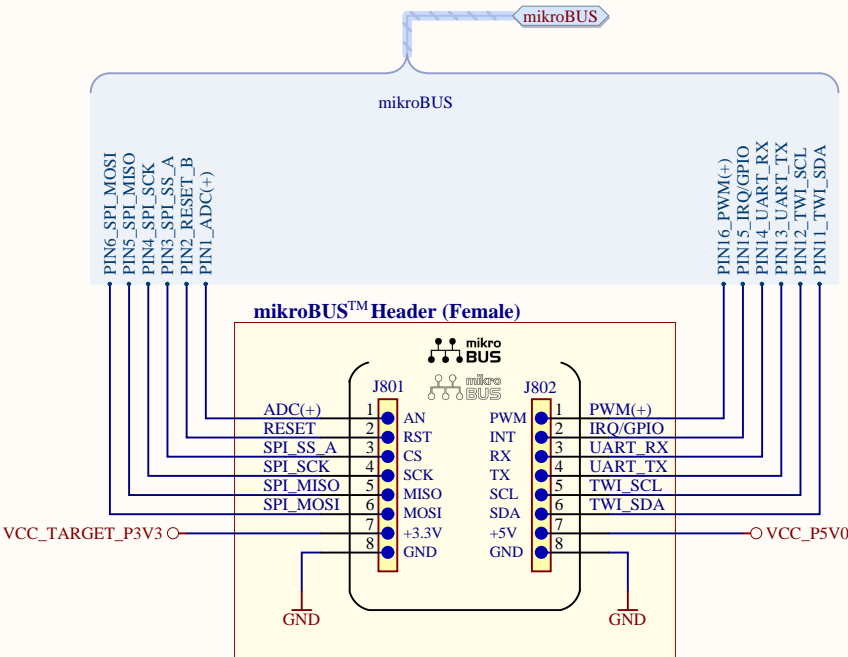 mikroBUS
mikroBUS
PIN6_SPI_MOSI
PIN5_SPI_MISO
PIN4_SPI_SCK
PIN3_SPI_SS_A
PIN2_RESET_B
PIN1_ADC(+)
PIN16_PWM(+)
PIN15_IRQ/GPIO
PIN14_UART_RX
PIN13_UART_TX
PIN12_TWI_SCL
PIN11_TWI_SDA
mikroBUS™ Header (Female)
mikro
BUS
mikro
BUS
J801 J802
ADC(+) 1 AN PWM 1 PWM(+)
RESET 2 RST INT 2 IRQ/GPIO
SPI_SS_A 3 CS RX 3 UART_RX
SPI_SCK 4 SCK TX 4 UART_TX
SPI_MISO 5 MISO SCL 5 TWI_SCL
SPI_MOSI 6 MOSI SDA 6 TWI_SDA
VCC_TARGET_P3V3 7 +3.3V +5V 7 VCC_P5V0
8 GND GND 8
GND GND